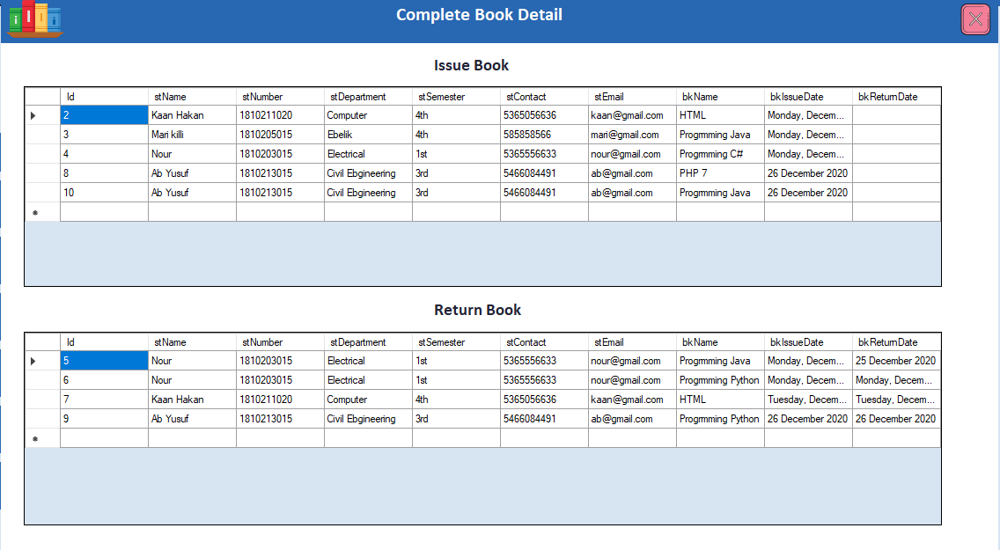 Complete Book Detail
Issue Book
Id stName stNumber stDepartment stSemester stContact stEmail bkName bkIssueDate bkReturnDate
2 Kaan Hakan 1810211020 Computer 4th 5365056636 kaan@gmail.com HTML Monday, Decem...
3 Mari killi 1810205015 Ebelik 4th 585858566 mari@gmail.com Progmming Java Monday, Decem...
4 Nour 1810203015 Electrical 1st 5365556633 nour@gmail.com Progmming C# Monday, Decem...
8 Ab Yusuf 1810213015 Civil Ebgineering 3rd 5466084491 ab@gmail.com PHP 7 26 December 2020
10 Ab Yusuf 1810213015 Civil Ebgineering 3rd 5466084491 ab@gmail.com Progmming Java 26 December 2020
Return Book
Id stName stNumber stDepartment stSemester stContact stEmail bkName bkIssueDate bkReturnDate
5 Nour 1810203015 Electrical 1st 5365556633 nour@gmail.com Progmming Java Monday, Decem... 25 December 2020
6 Nour 1810203015 Electrical 1st 5365556633 nour@gmail.com Progmming Python Monday, Decem... Monday, Decem...
7 Kaan Hakan 1810211020 Computer 4th 5365056636 kaan@gmail.com HTML Tuesday, Decem... Tuesday, Decem...
9 Ab Yusuf 1810213015 Civil Ebgineering 3rd 5466084491 ab@gmail.com Progmming Python 26 December 2020 26 December 2020